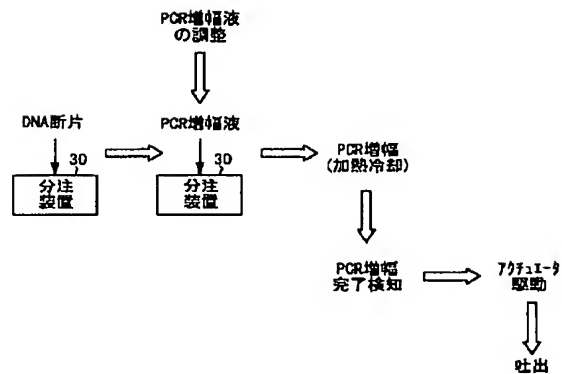 PCR増幅液
の調整
DNA断片
PCR増幅液
30
30
分注
装置
分注
装置
PCR増幅
(加熱冷却)
PCR増幅
完了検知
ｱｸﾁｭｴｰﾀ
駆動
吐出